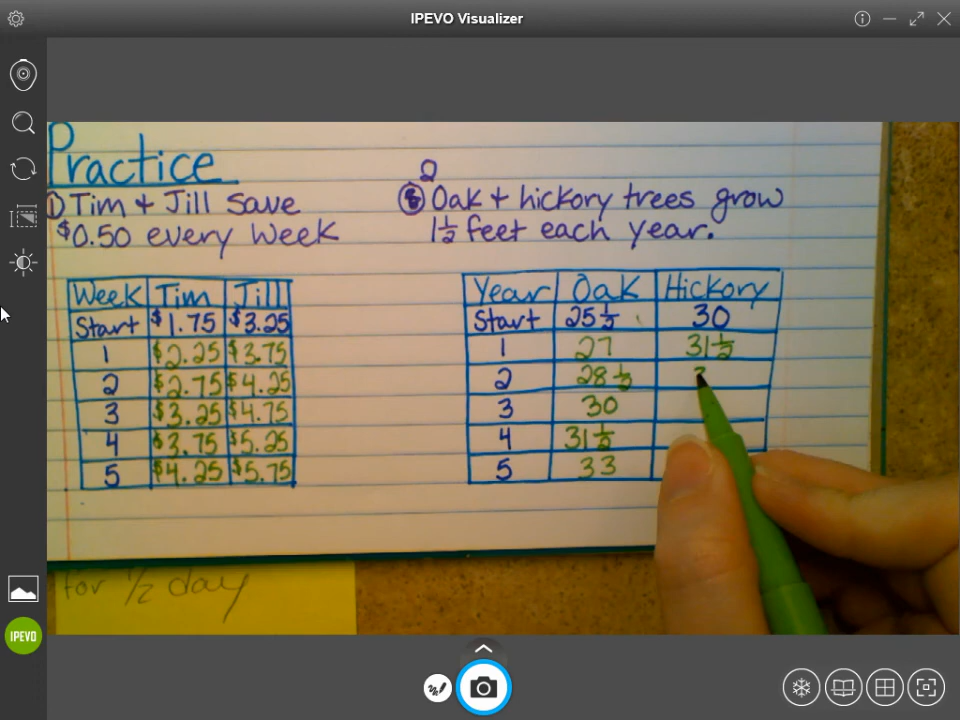 IPEVO Visualizer
Practice
① Tim + Jill save
$0.50 every week
Week Tim Jill
Start $1.75 $3.25
1 $2.25 $3.75
2 $2.75 $4.25
3 $3.25 $4.75
4 $3.75 $5.25
5 $4.25 $5.75
2
Oak + hickory trees grow
1½ feet each year.
Year Oak Hickory
Start 25½ 30
1 27 31½
2 28½
3 30
4 31½
5 33
for ½ day
IPEVO